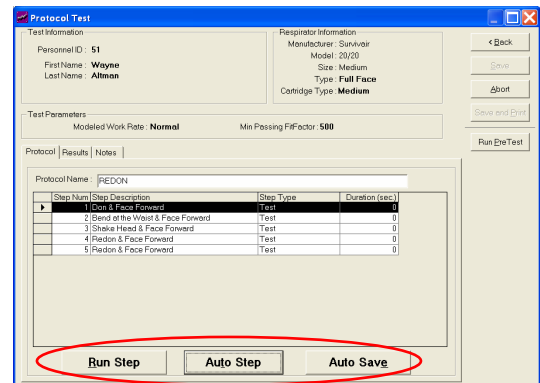 Protocol Test
Test Information
Personnel ID : 51
First Name : Wayne
Last Name : Altman
Respirator Information
Manufacturer : Survivair
Model : 20/20
Size : Medium
Type : Full Face
Cartridge Type : Medium
< Back
Save
Abort
Save and Print
Run PreTest
Test Parameters
Modeled Work Rate : Normal Min Passing FitFactor : 500
Protocol Results Notes
Protocol Name : REDON
Step Num Step Description Step Type Duration (sec.)
1 Don & Face Forward Test 0
2 Bend at the Waist & Face Forward Test 0
3 Shake Head & Face Forward Test 0
4 Redon & Face Forward Test 0
5 Redon & Face Forward Test 0
Run Step Auto Step Auto Save